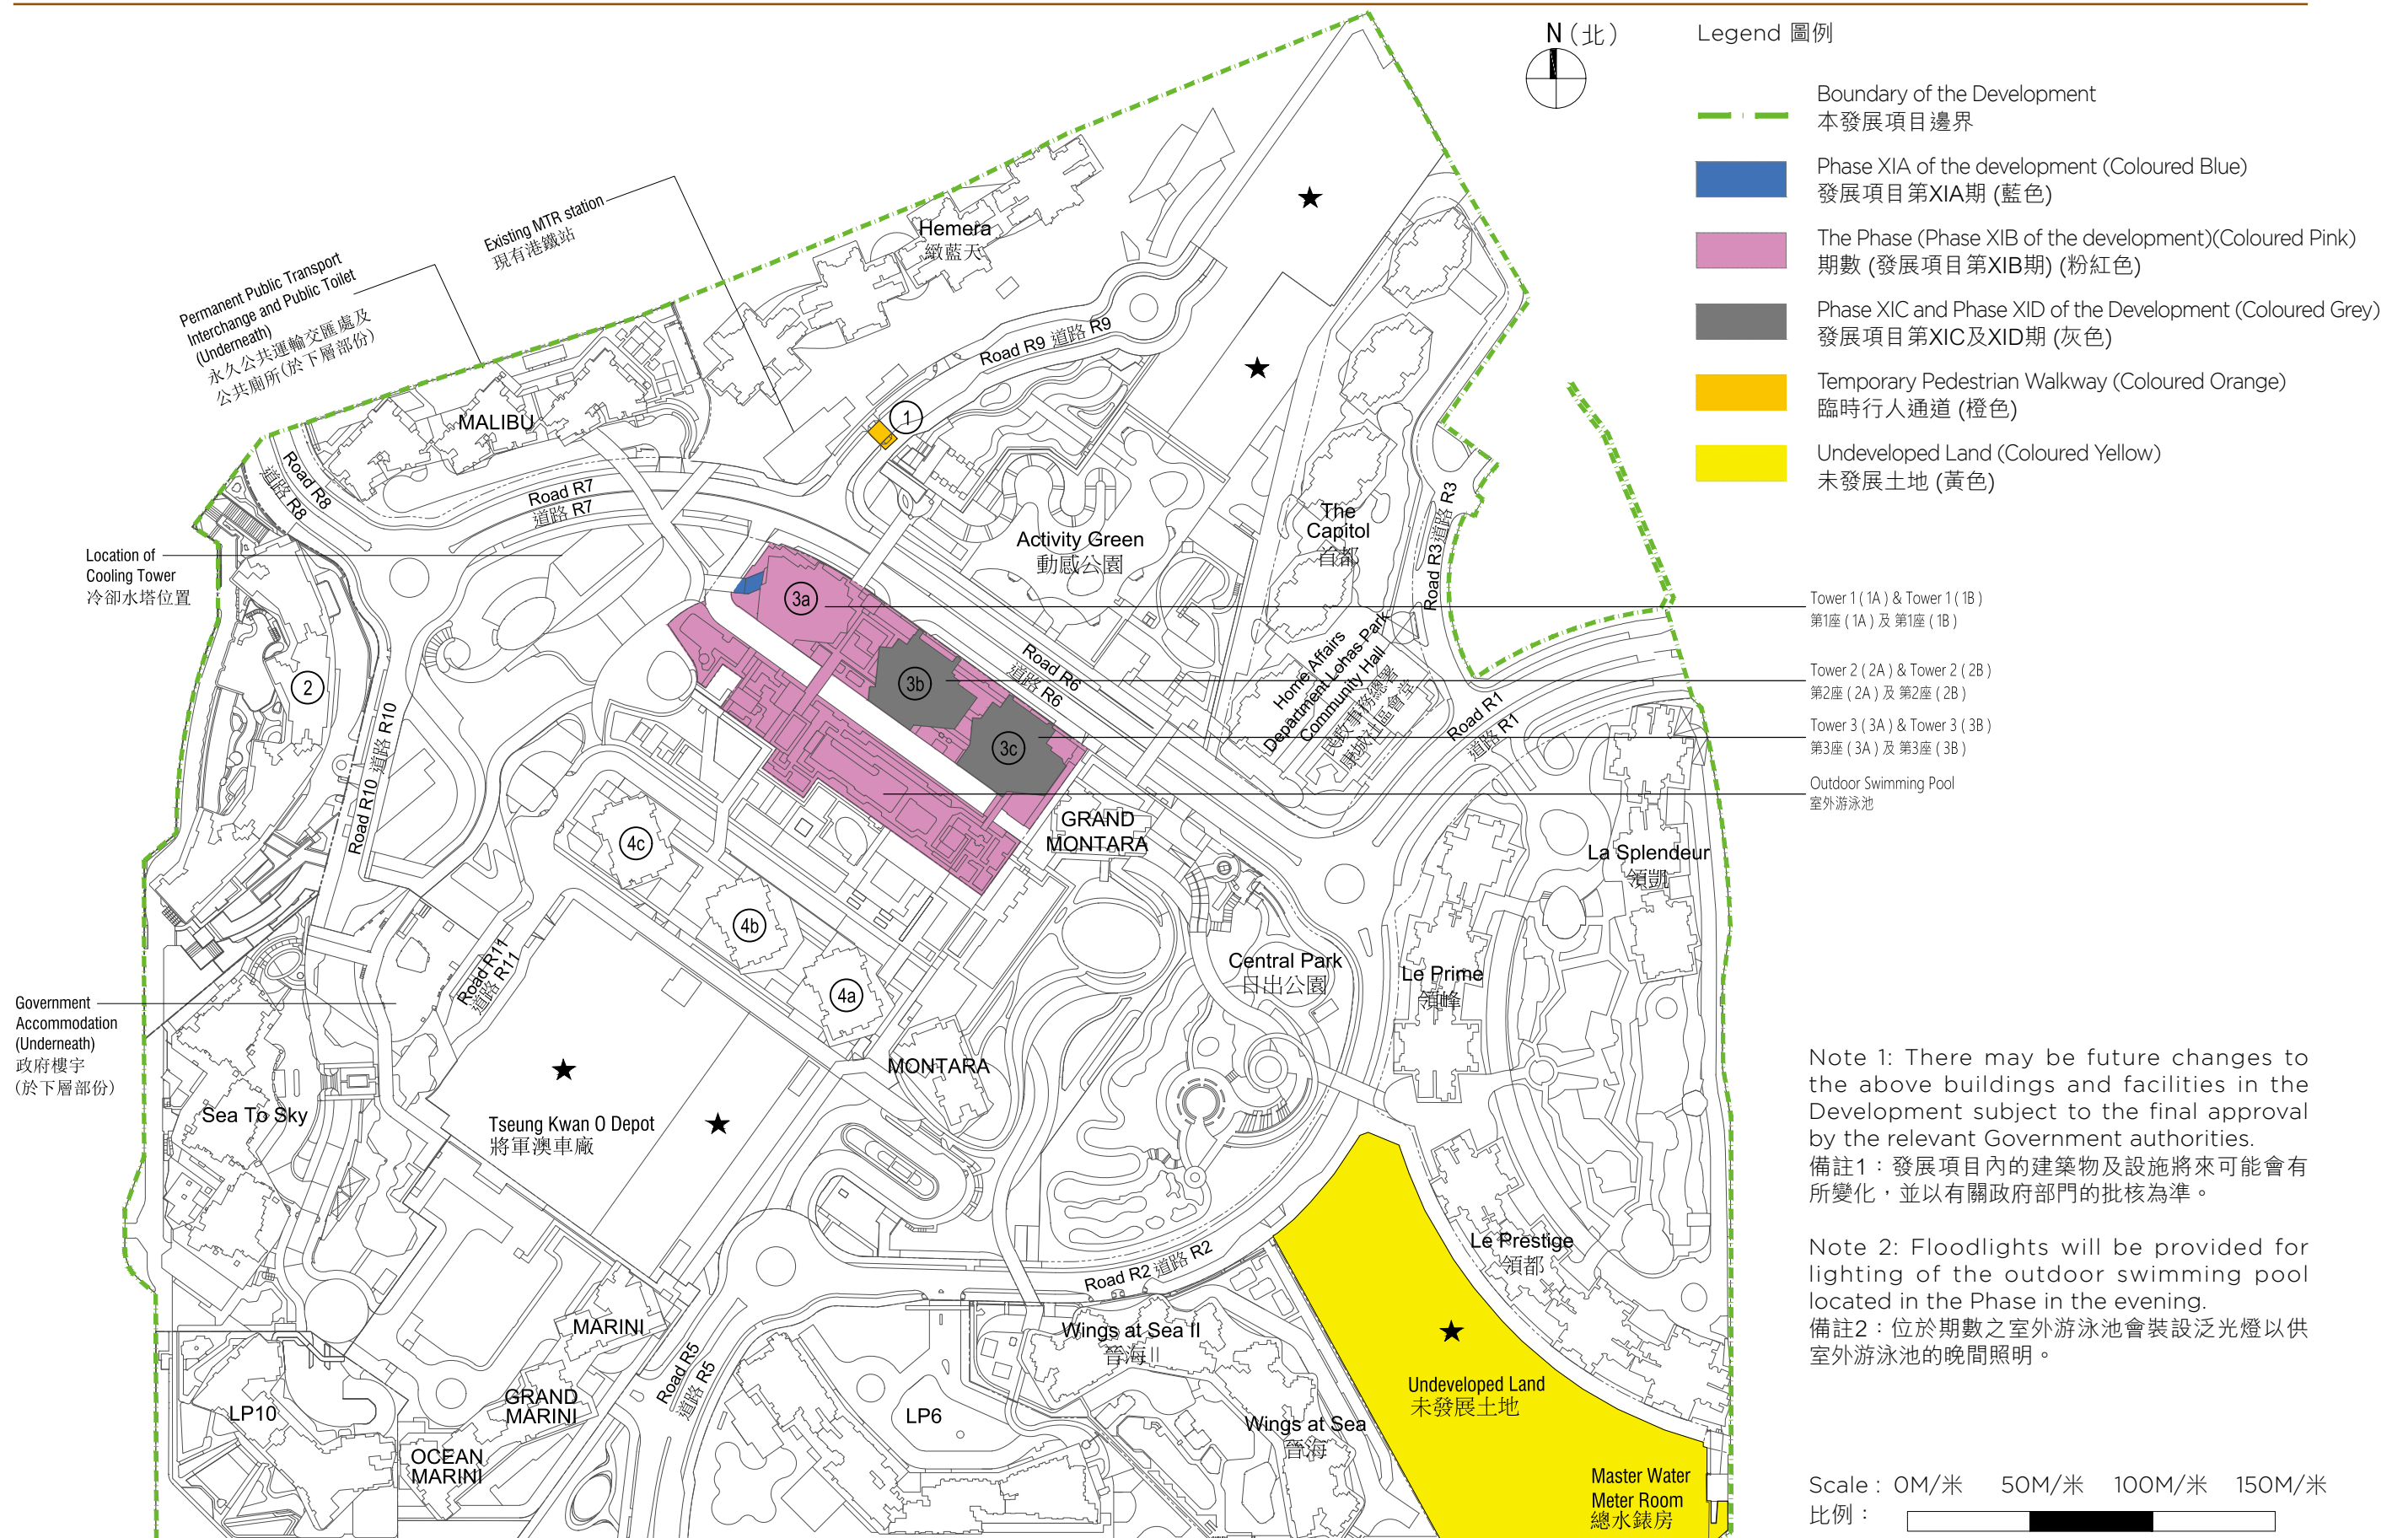 N (北)
Legend 圖例
Boundary of the Development
本發展項目邊界
Phase XIA of the development (Coloured Blue)
發展項目第XIA期 (藍色)
The Phase (Phase XIB of the development)(Coloured Pink)
期數 (發展項目第XIB期) (粉紅色)
Phase XIC and Phase XID of the Development (Coloured Grey)
發展項目第XIC及XID期 (灰色)
Temporary Pedestrian Walkway (Coloured Orange)
臨時行人通道 (橙色)
Undeveloped Land (Coloured Yellow)
未發展土地 (黃色)
Existing MTR station
現有港鐵站
Permanent Public Transport
Interchange and Public Toilet
(Underneath)
永久公共運輸交匯處及
公共廁所(於下層部份)
Hemera
緻藍天
Road R9 道路 R9
MALIBU
1
Road R8
道路 R8
Road R7
道路 R7
Location of
Cooling Tower
冷卻水塔位置
Activity Green
動感公園
The
Capitol
首都
Road R3 道路 R3
3a
Tower 1 ( 1A ) & Tower 1 ( 1B )
第1座 ( 1A ) 及 第1座 ( 1B )
2
3b
Road R6
道路 R6
Home Affairs
Department Lohas Park
Community Hall
民政事務總署
康城社區會堂
Tower 2 ( 2A ) & Tower 2 ( 2B )
第2座 ( 2A ) 及 第2座 ( 2B )
3c
Road R1
道路 R1
Tower 3 ( 3A ) & Tower 3 ( 3B )
第3座 ( 3A ) 及 第3座 ( 3B )
Outdoor Swimming Pool
室外游泳池
Road R10 道路 R10
GRAND
MONTARA
4c
La Splendeur
領凱
4b
4a
Road R11
道路 R11
Central Park
日出公園
Le Prime
領峰
Government
Accommodation
(Underneath)
政府樓宇
(於下層部份)
MONTARA
Sea To Sky
Tseung Kwan O Depot
將軍澳車廠
Note 1: There may be future changes to
the above buildings and facilities in the
Development subject to the final approval
by the relevant Government authorities.
備註1：發展項目內的建築物及設施將來可能會有
所變化，並以有關政府部門的批核為準。
Note 2: Floodlights will be provided for
lighting of the outdoor swimming pool
located in the Phase in the evening.
備註2：位於期數之室外游泳池會裝設泛光燈以供
室外游泳池的晚間照明。
Road R2 道路 R2
Le Prestige
領都
MARINI
Road R5
道路 R5
Wings at Sea II
晉海II
GRAND
MARINI
LP10
LP6
Undeveloped Land
未發展土地
Wings at Sea
晉海
OCEAN
MARINI
Master Water
Meter Room
總水錶房
Scale : 0M/米 50M/米 100M/米 150M/米
比例：